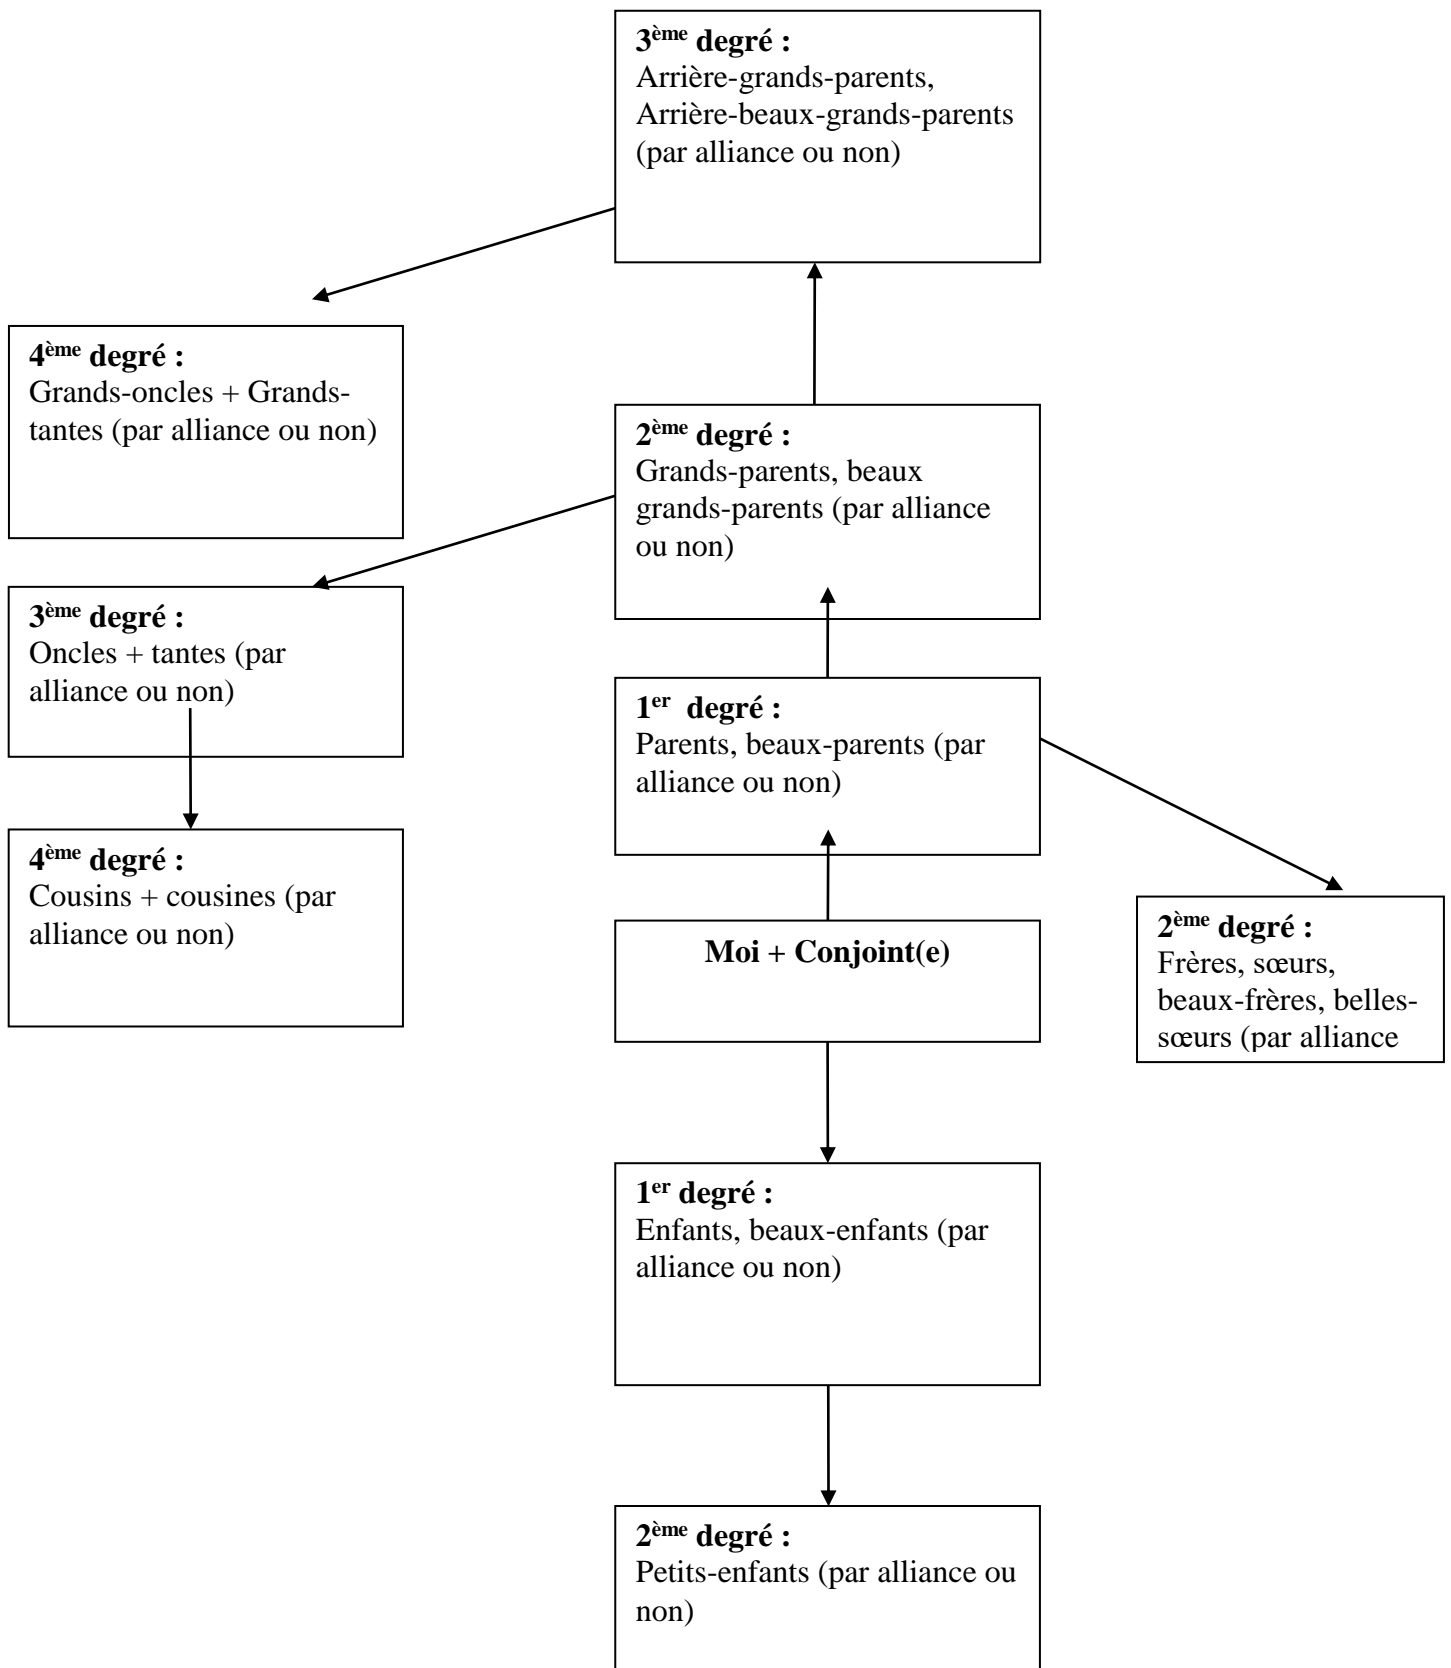 3ème degré :
Arrière-grands-parents,
Arrière-beaux-grands-parents
(par alliance ou non)
4ème degré :
Grands-oncles + Grands-
tantes (par alliance ou non)
2ème degré :
Grands-parents, beaux
grands-parents (par alliance
ou non)
3ème degré :
Oncles + tantes (par
alliance ou non)
1er degré :
Parents, beaux-parents (par
alliance ou non)
4ème degré :
Cousins + cousines (par
alliance ou non)
Moi + Conjoint(e)
2ème degré :
Frères, sœurs,
beaux-frères, belles-
sœurs (par alliance
1er degré :
Enfants, beaux-enfants (par
alliance ou non)
2ème degré :
Petits-enfants (par alliance ou
non)